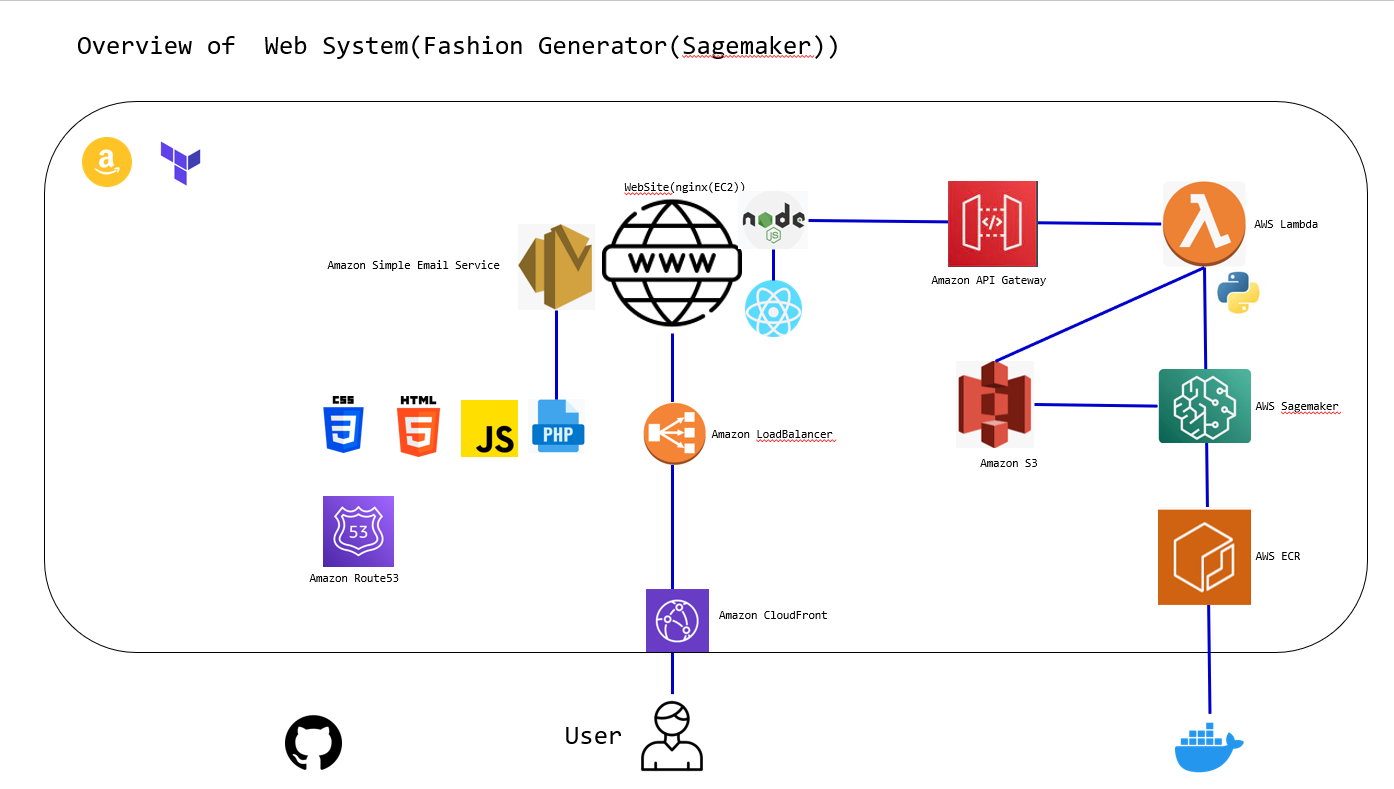 Overview of  Web System(Fashion Generator(Sagemaker))
a
WebSite(nginx(EC2))
node
JS
WWW
</>
AWS Lambda
Amazon Simple Email Service
Amazon API Gateway
CSS
3
HTML
5
JS
PHP
Amazon LoadBalancer
AWS Sagemaker
Amazon S3
53
Amazon Route53
AWS ECR
Amazon CloudFront
User